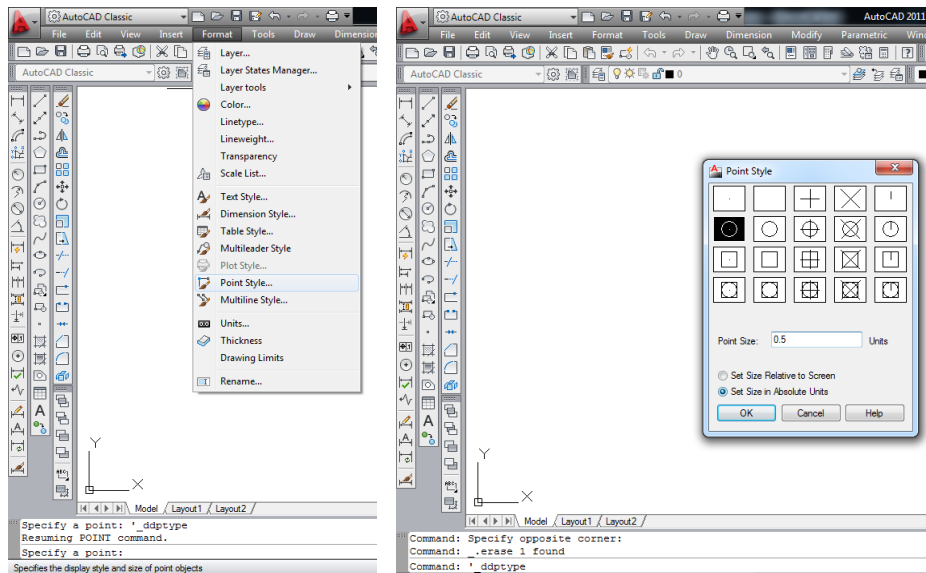 AutoCAD Classic
File Edit View Insert Format Tools Draw Dimension
AutoCAD Classic
Layer...
Layer States Manager...
Layer tools
Color...
Linetype...
Lineweight...
Transparency
Scale List...
Text Style...
Dimension Style...
Table Style...
Multileader Style
Plot Style...
Point Style...
Multiline Style...
Units...
Thickness
Drawing Limits
Rename...
A
A
ABC
Y
X
Model Layout1 Layout2
Specify a point: '_ddptype
Resuming POINT command.
Specify a point:
Specifies the display style and size of point objects
AutoCAD Classic AutoCAD 2011
File Edit View Insert Format Tools Draw Dimension Modify Parametric Win
AutoCAD Classic 0
Point Style
Point Size: 0.5 Units
Set Size Relative to Screen
Set Size in Absolute Units
OK Cancel Help
A
A
ABC
Y
X
Model Layout1 Layout2
Command: Specify opposite corner:
Command: _.erase 1 found
Command: '_ddptype